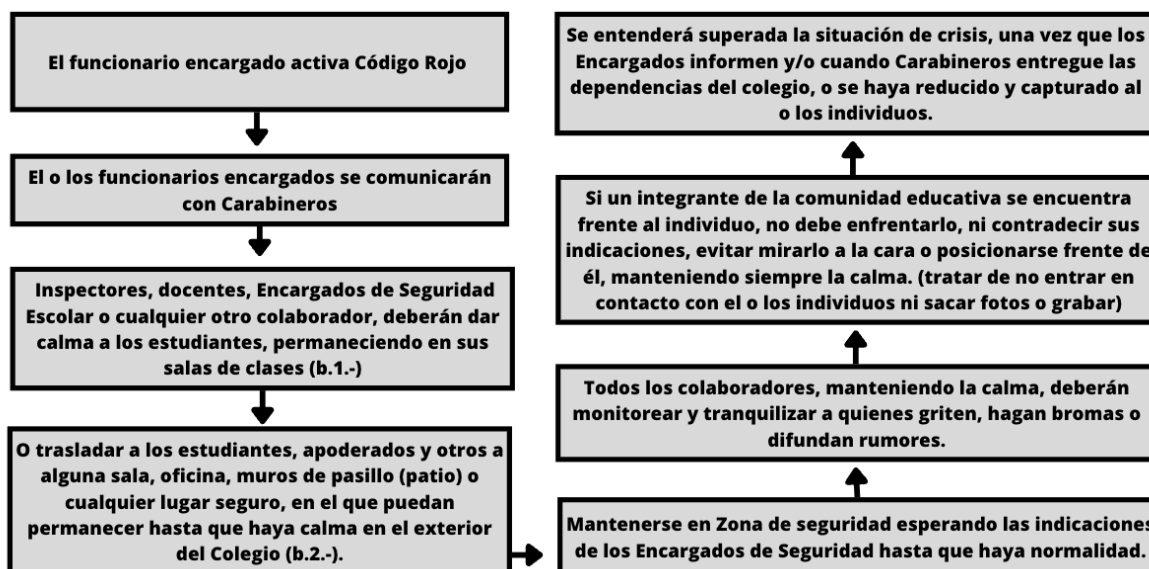 El funcionario encargado activa Código Rojo
El o los funcionarios encargados se comunicarán
con Carabineros
Inspectores, docentes, Encargados de Seguridad
Escolar o cualquier otro colaborador, deberán dar
calma a los estudiantes, permaneciendo en sus
salas de clases (b.1.-)
O trasladar a los estudiantes, apoderados y otros a
alguna sala, oficina, muros de pasillo (patio) o
cualquier lugar seguro, en el que puedan
permanecer hasta que haya calma en el exterior
del Colegio (b.2.-).
Mantenerse en Zona de seguridad esperando las indicaciones
de los Encargados de Seguridad hasta que haya normalidad.
Todos los colaboradores, manteniendo la calma, deberán
monitorear y tranquilizar a quienes griten, hagan bromas o
difundan rumores.
Si un integrante de la comunidad educativa se encuentra
frente al individuo, no debe enfrentarlo, ni contradecir sus
indicaciones, evitar mirarlo a la cara o posicionarse frente de
él, manteniendo siempre la calma. (tratar de no entrar en
contacto con el o los individuos ni sacar fotos o grabar)
Se entenderá superada la situación de crisis, una vez que los
Encargados informen y/o cuando Carabineros entregue las
dependencias del colegio, o se haya reducido y capturado al
o los individuos.